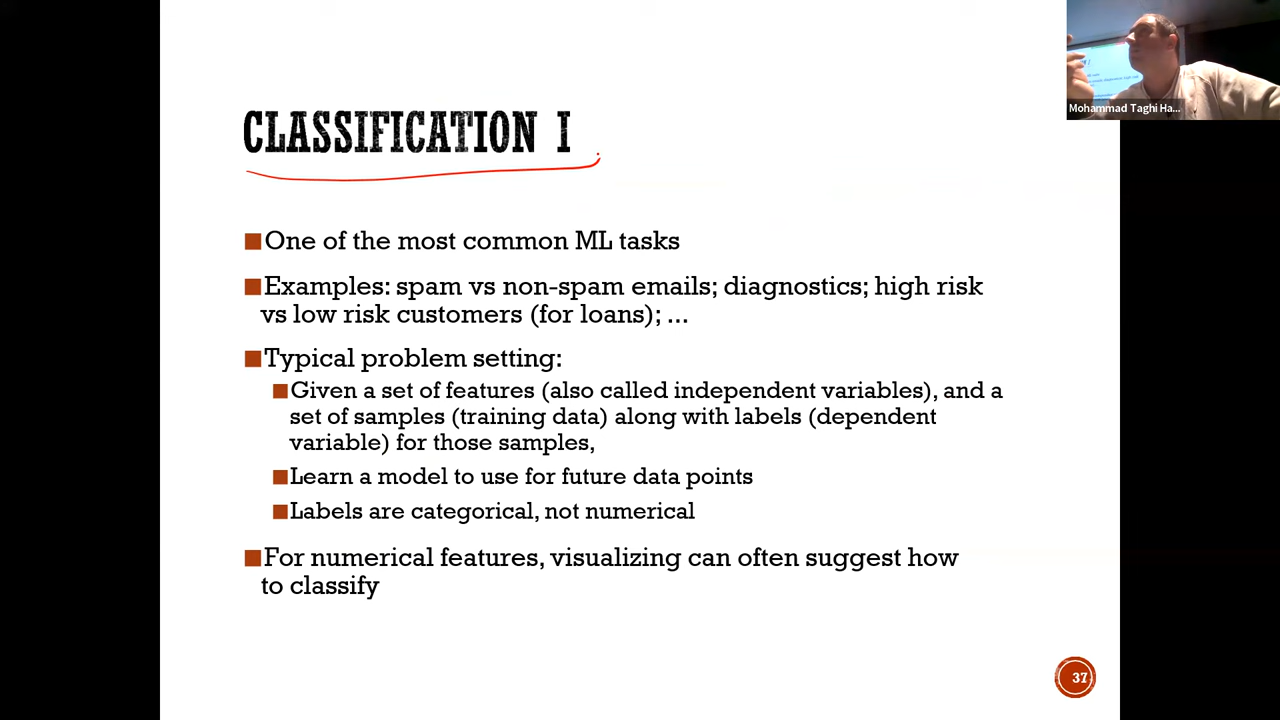 Mohammad Taghi Ha...
CLASSIFICATION I
One of the most common ML tasks
Examples: spam vs non-spam emails; diagnostics; high risk
vs low risk customers (for loans); ...
Typical problem setting:
Given a set of features (also called independent variables), and a
set of samples (training data) along with labels (dependent
variable) for those samples,
Learn a model to use for future data points
Labels are categorical, not numerical
For numerical features, visualizing can often suggest how
to classify
37